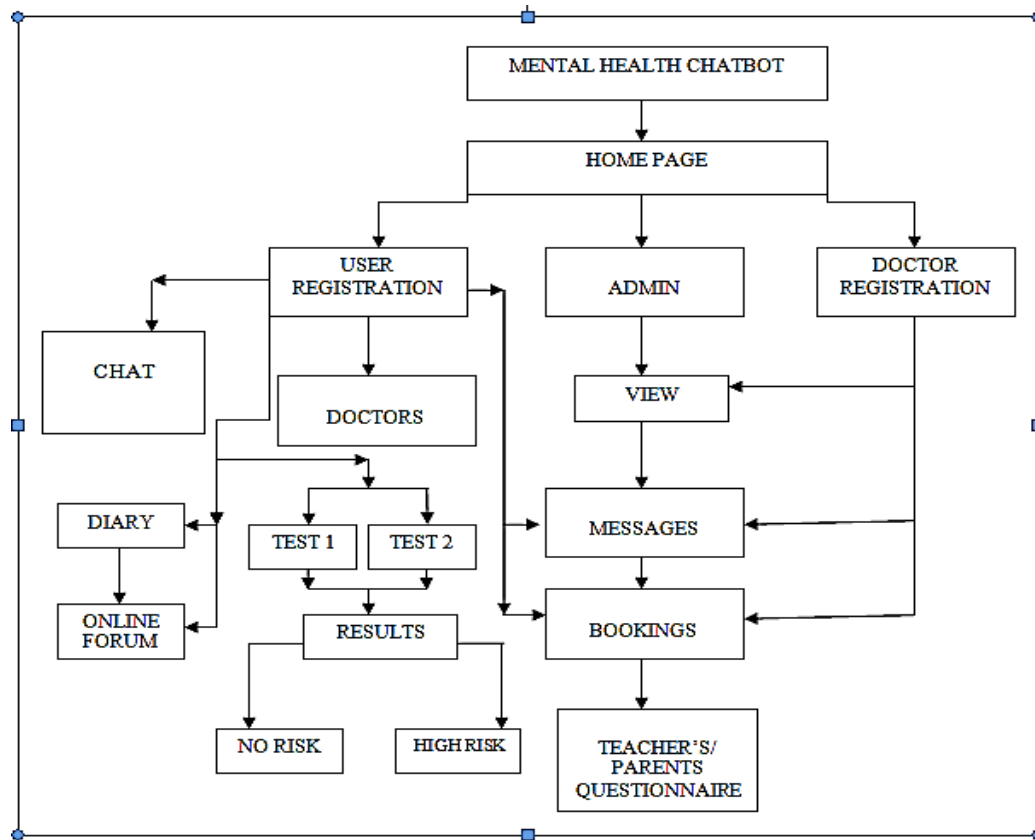 MENTAL HEALTH CHATBOT
HOME PAGE
USER
REGISTRATION
ADMIN
DOCTOR
REGISTRATION
CHAT
DOCTORS
VIEW
DIARY
TEST 1
TEST 2
MESSAGES
ONLINE
FORUM
RESULTS
BOOKINGS
NO RISK
HIGH RISK
TEACHER’S/
PARENTS
QUESTIONNAIRE